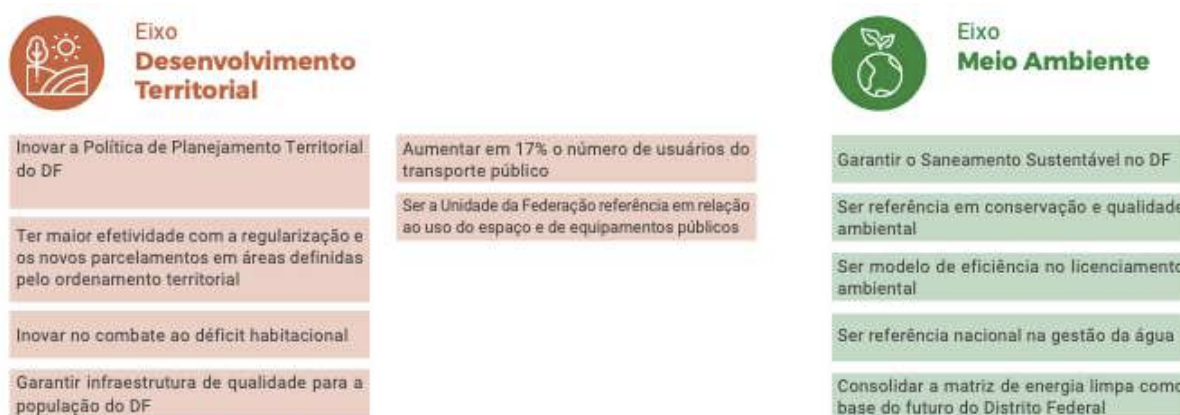 Eixo
Desenvolvimento
Territorial
Inovar a Política de Planejamento Territorial
do DF
Ter maior efetividade com a regularização e
os novos parcelamentos em áreas definidas
pelo ordenamento territorial
Inovar no combate ao déficit habitacional
Garantir infraestrutura de qualidade para a
população do DF
Aumentar em 17% o número de usuários do
transporte público
Ser a Unidade da Federação referência em relação
ao uso do espaço e de equipamentos públicos
Eixo
Meio Ambiente
Garantir o Saneamento Sustentável no DF
Ser referência em conservação e qualidade
ambiental
Ser modelo de eficiência no licenciamento
ambiental
Ser referência nacional na gestão da água
Consolidar a matriz de energia limpa como
base do futuro do Distrito Federal